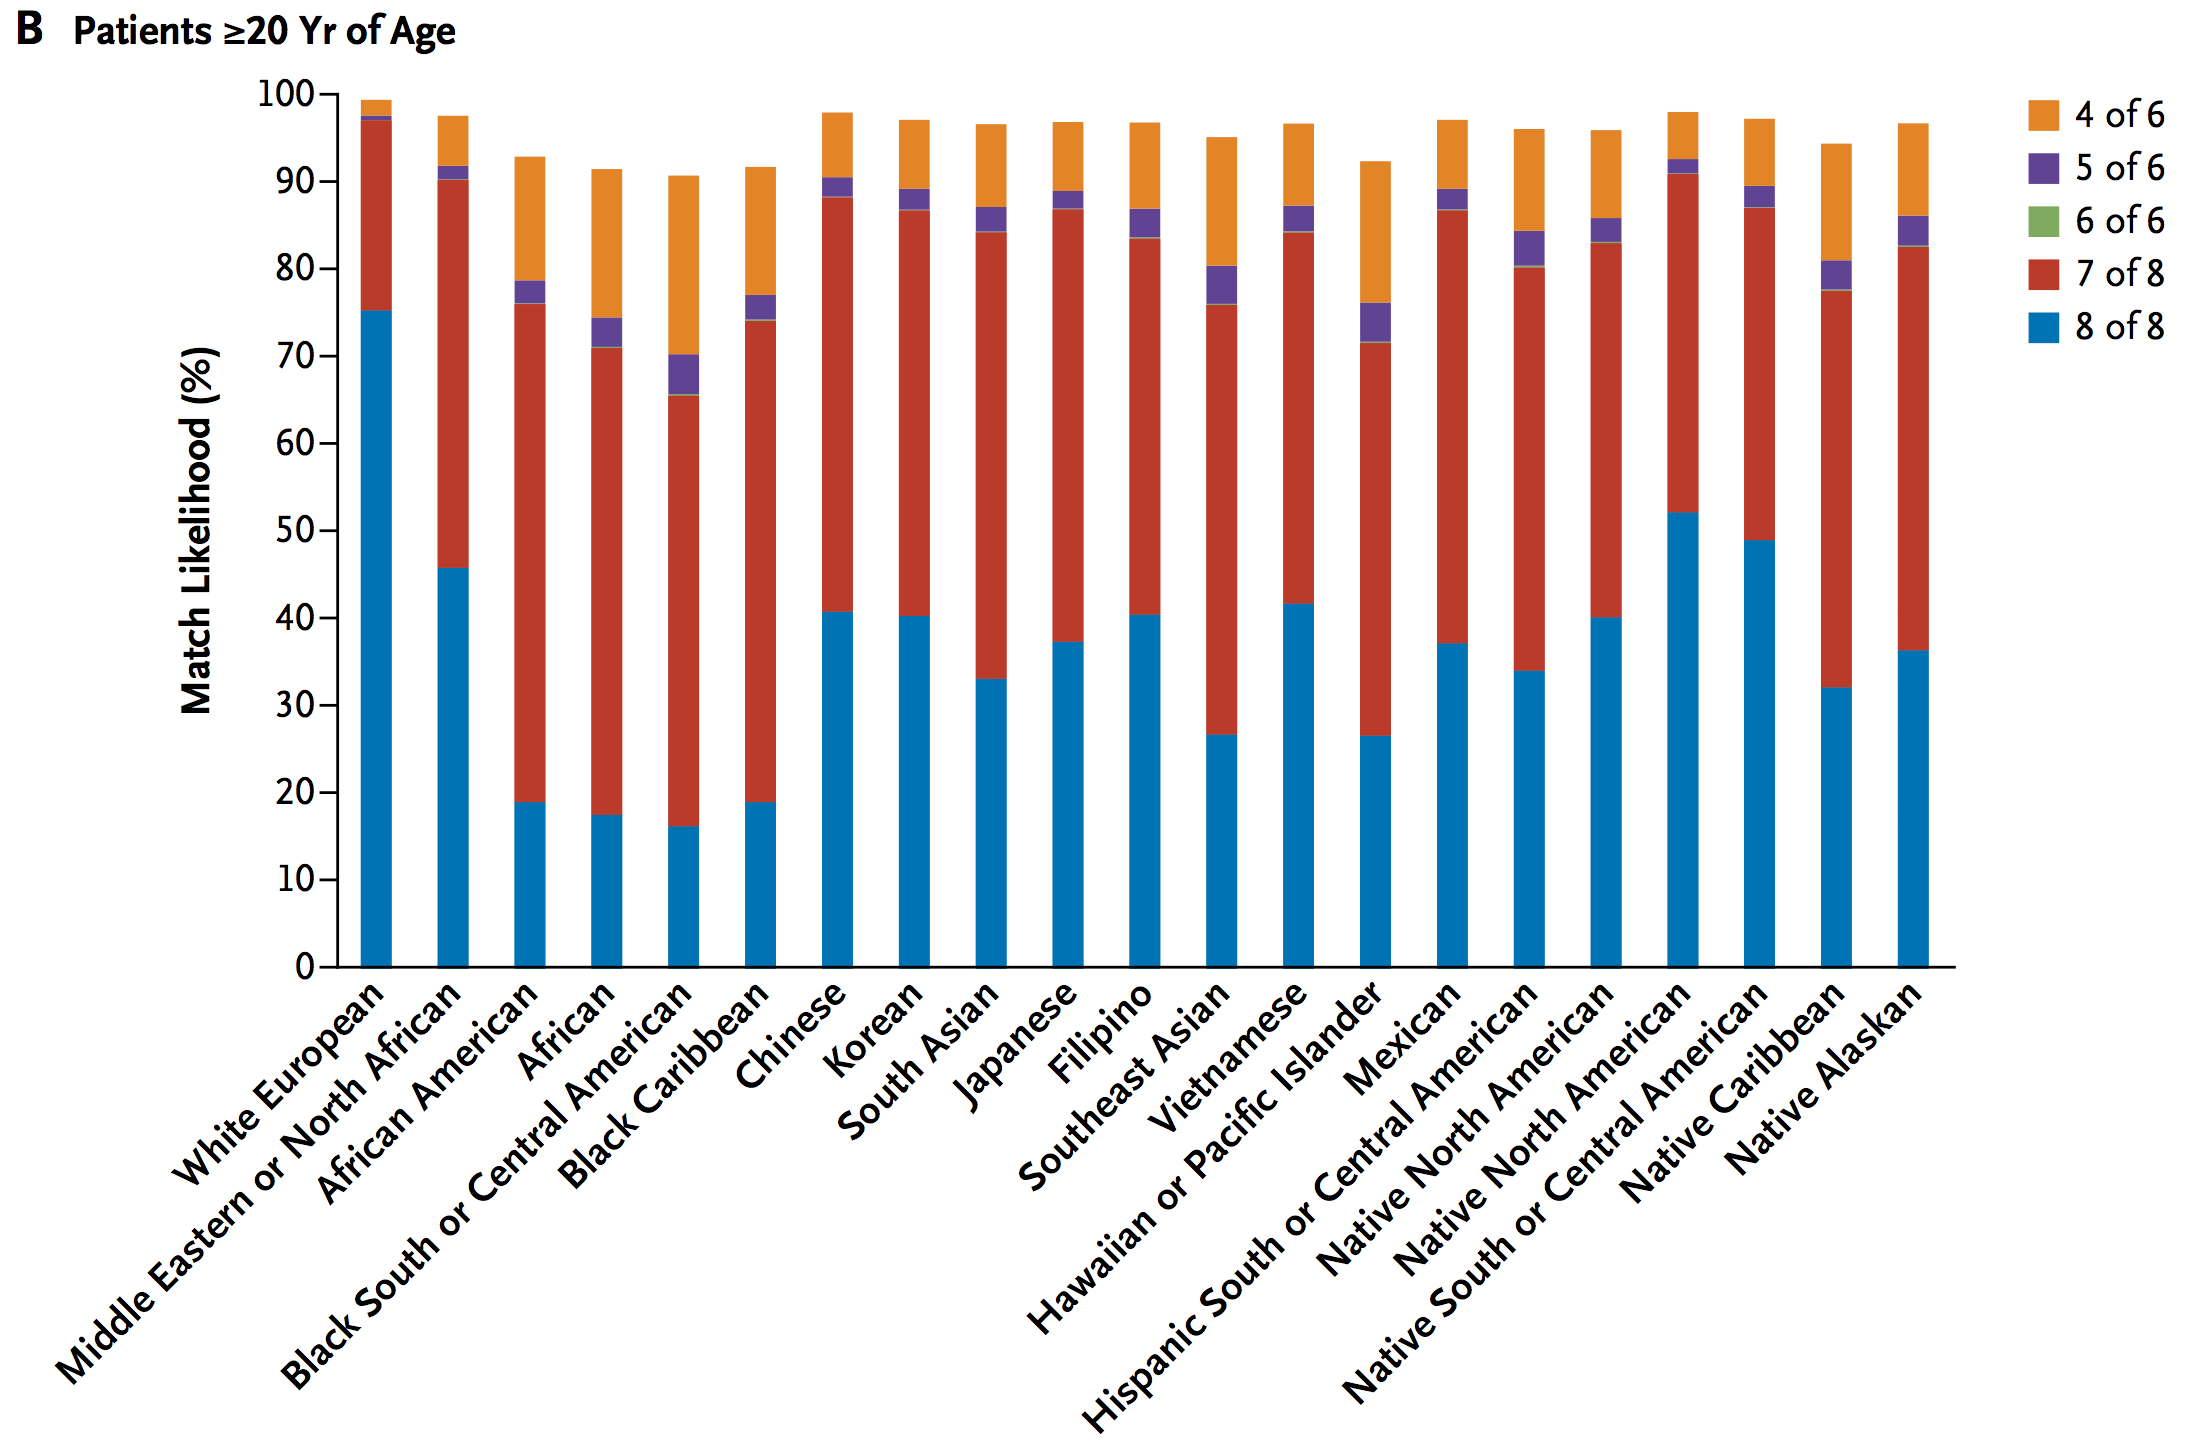 B Patients ≥20 Yr of Age
100
90
80
70
60
50
40
30
20
10
0
Match Likelihood (%)
4 of 6
5 of 6
6 of 6
7 of 8
8 of 8
White European
Middle Eastern or North African
African American
African
Black South or Central American
Black Caribbean
Chinese
Korean
South Asian
Japanese
Filipino
Southeast Asian
Vietnamese
Hawaiian or Pacific Islander
Mexican
Hispanic South or Central American
Native North American
Native North American
Native South or Central American
Native Caribbean
Native Alaskan